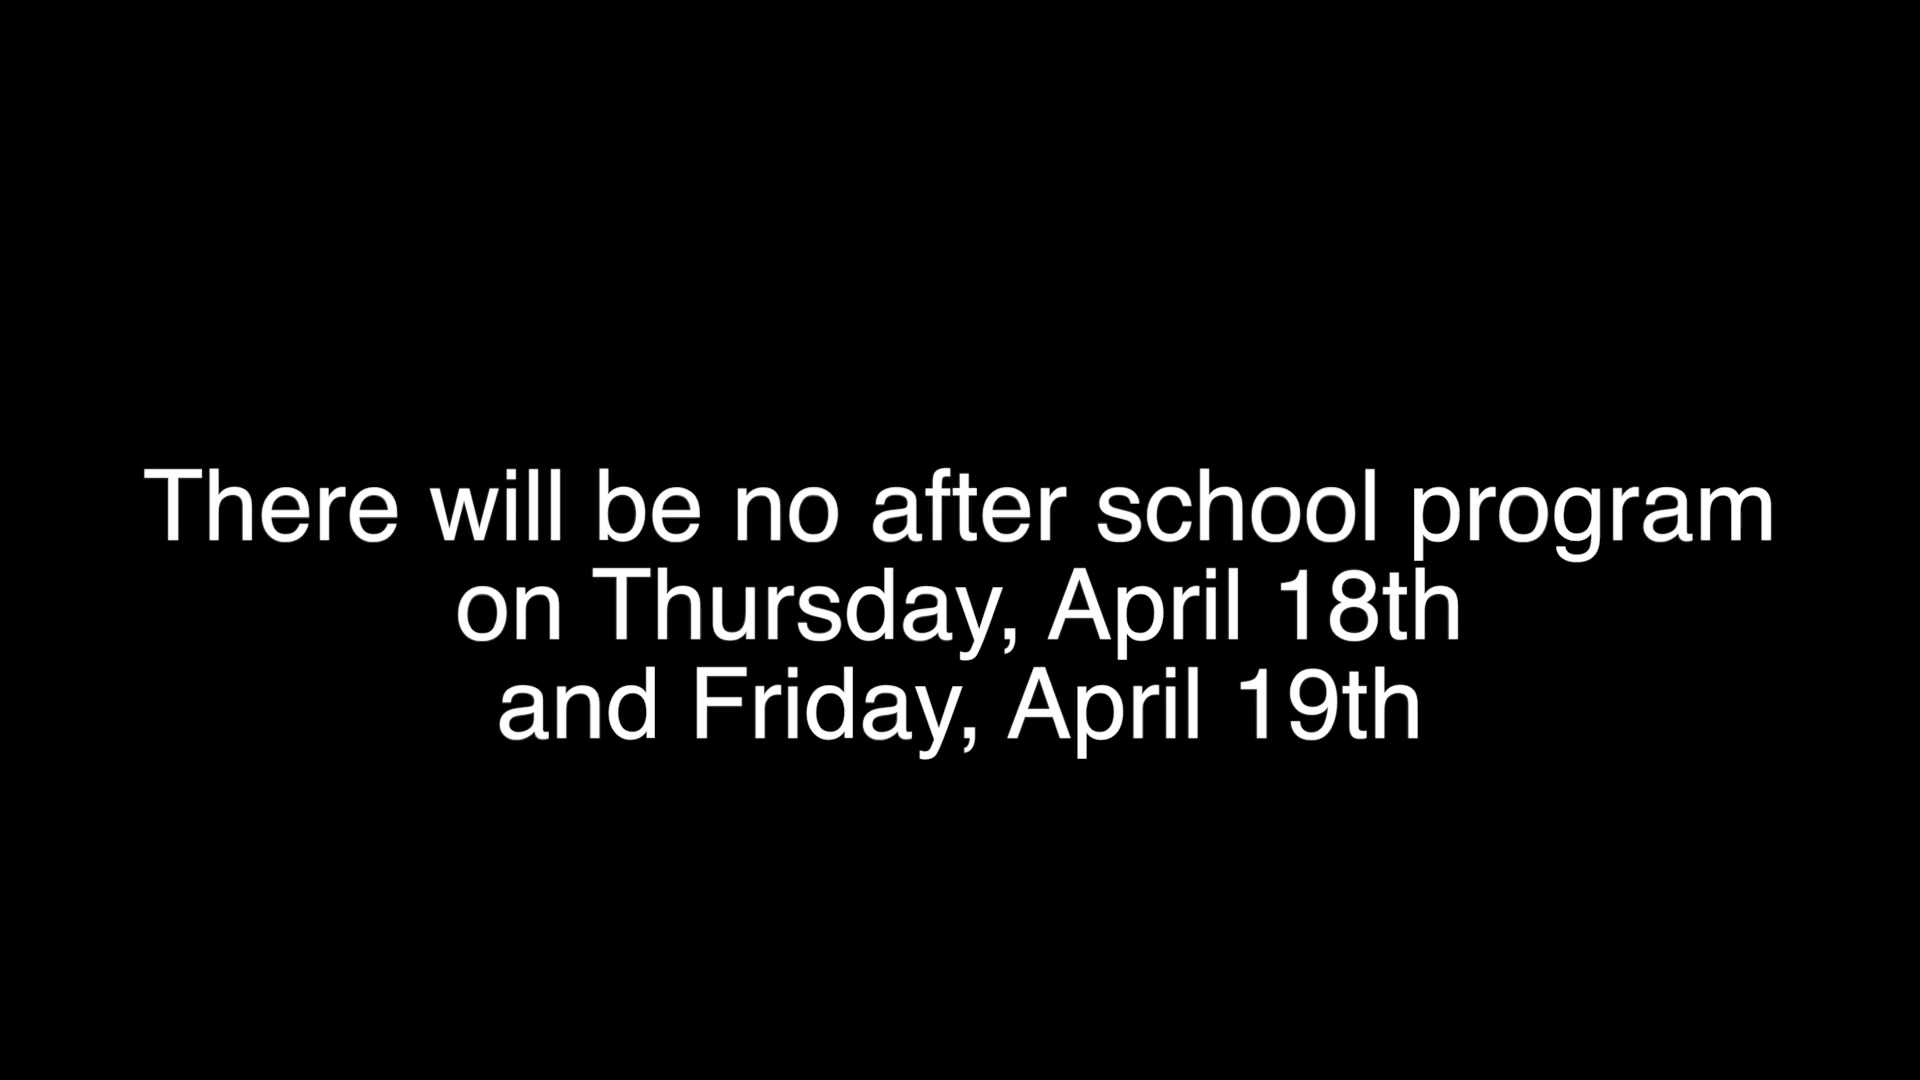 There will be no after school program
on Thursday, April 18th
and Friday, April 19th